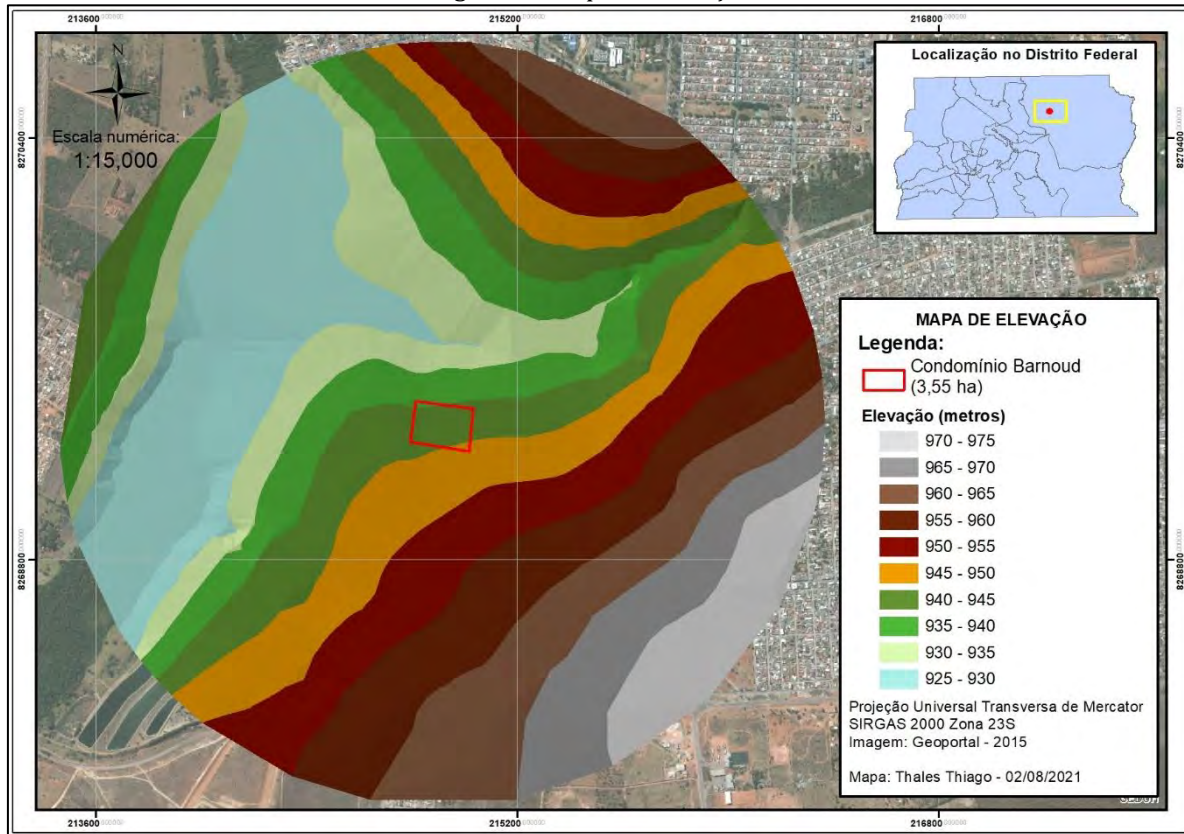 213600
215200
216800
N
Escala numérica:
1:15,000
8270400
8270400
8268800
8268800
Localização no Distrito Federal
MAPA DE ELEVAÇÃO
Legenda:
Condomínio Barnoud
(3,55 ha)
Elevação (metros)
970 - 975
965 - 970
960 - 965
955 - 960
950 - 955
945 - 950
940 - 945
935 - 940
930 - 935
925 - 930
Projeção Universal Transversa de Mercator
SIRGAS 2000 Zona 23S
Imagem: Geoportal - 2015
Mapa: Thales Thiago - 02/08/2021
213600
215200
216800